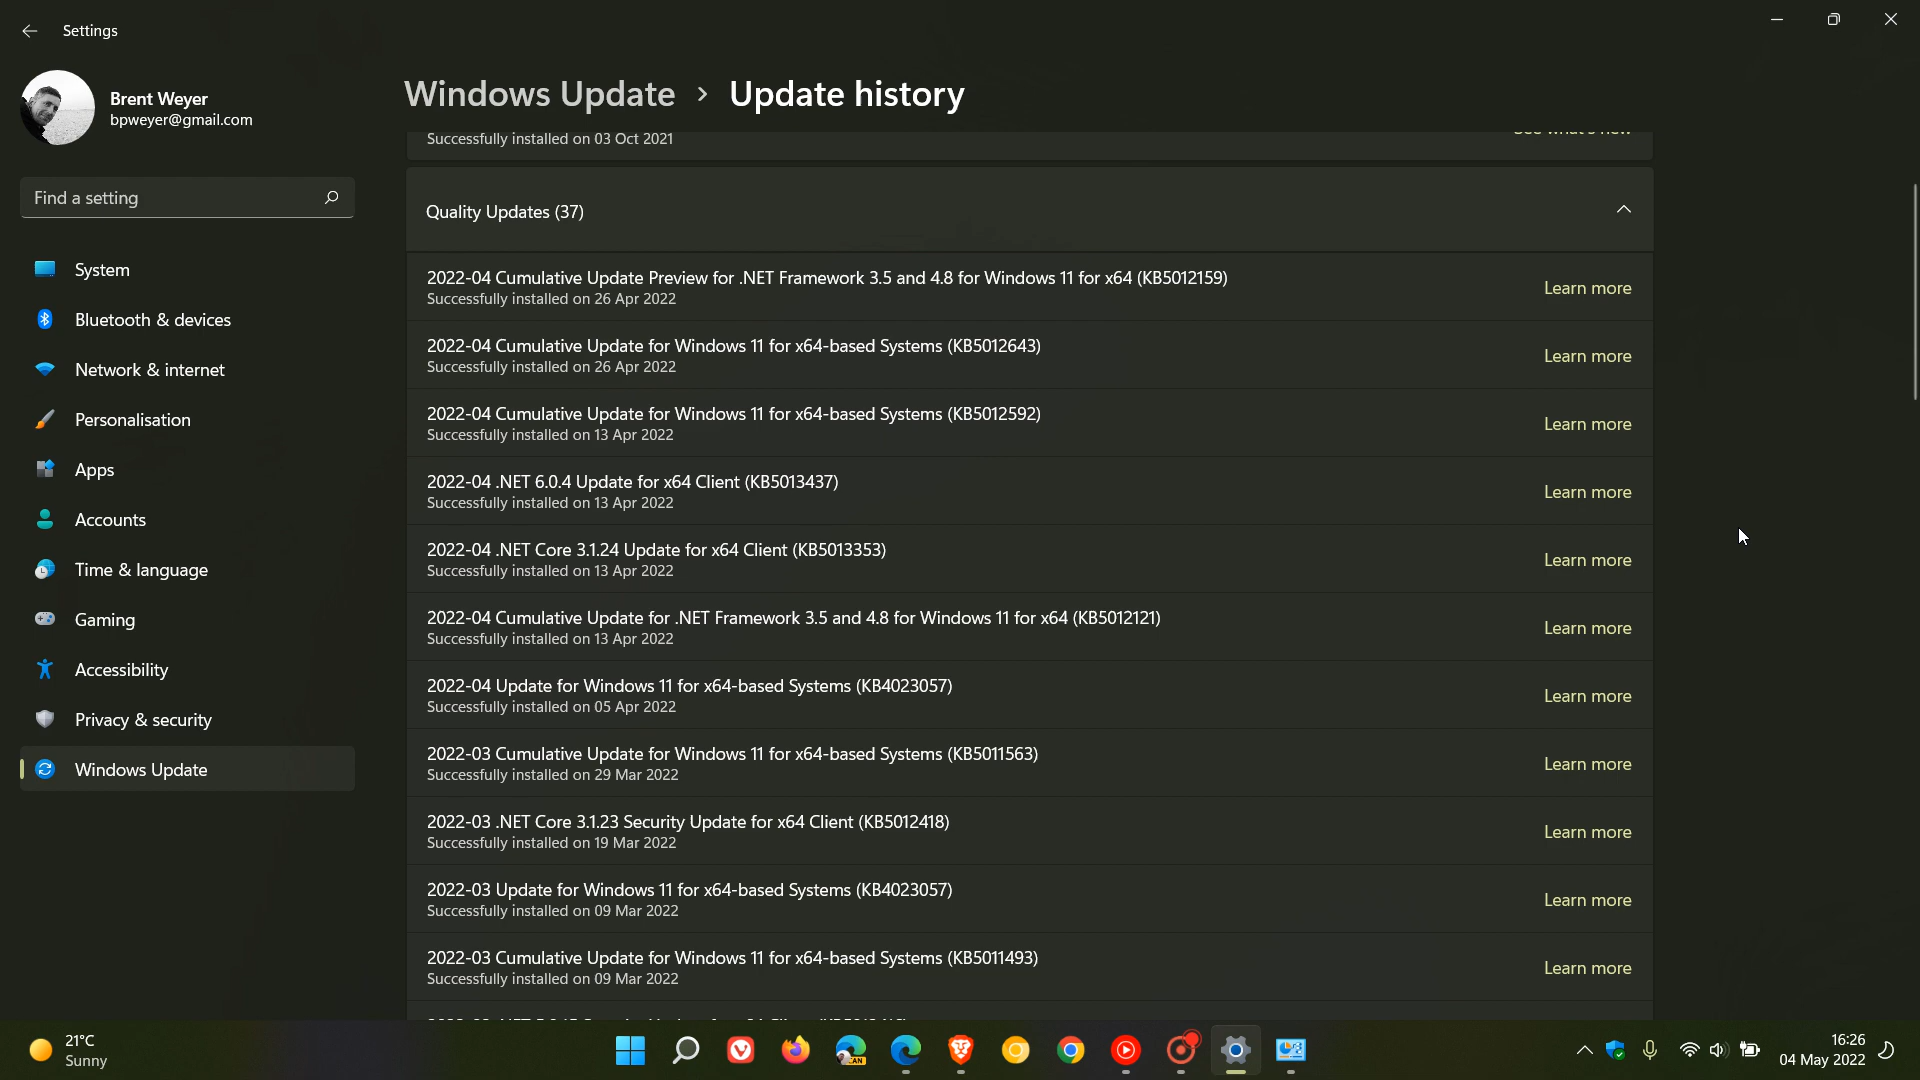 Settings
Brent Weyer
bpweyer@gmail.com
Find a setting
System
Bluetooth & devices
Network & internet
Personalisation
Apps
Accounts
Time & language
Gaming
Accessibility
Privacy & security
Windows Update
Windows Update > Update history
Successfully installed on 03 Oct 2021
See what's new
Quality Updates (37)
2022-04 Cumulative Update Preview for .NET Framework 3.5 and 4.8 for Windows 11 for x64 (KB5012159)
Successfully installed on 26 Apr 2022
Learn more
2022-04 Cumulative Update for Windows 11 for x64-based Systems (KB5012643)
Successfully installed on 26 Apr 2022
Learn more
2022-04 Cumulative Update for Windows 11 for x64-based Systems (KB5012592)
Successfully installed on 13 Apr 2022
Learn more
2022-04 .NET 6.0.4 Update for x64 Client (KB5013437)
Successfully installed on 13 Apr 2022
Learn more
2022-04 .NET Core 3.1.24 Update for x64 Client (KB5013353)
Successfully installed on 13 Apr 2022
Learn more
2022-04 Cumulative Update for .NET Framework 3.5 and 4.8 for Windows 11 for x64 (KB5012121)
Successfully installed on 13 Apr 2022
Learn more
2022-04 Update for Windows 11 for x64-based Systems (KB4023057)
Successfully installed on 05 Apr 2022
Learn more
2022-03 Cumulative Update for Windows 11 for x64-based Systems (KB5011563)
Successfully installed on 29 Mar 2022
Learn more
2022-03 .NET Core 3.1.23 Security Update for x64 Client (KB5012418)
Successfully installed on 19 Mar 2022
Learn more
2022-03 Update for Windows 11 for x64-based Systems (KB4023057)
Successfully installed on 09 Mar 2022
Learn more
2022-03 Cumulative Update for Windows 11 for x64-based Systems (KB5011493)
Successfully installed on 09 Mar 2022
Learn more
21°C
Sunny
CAN
16:26
04 May 2022